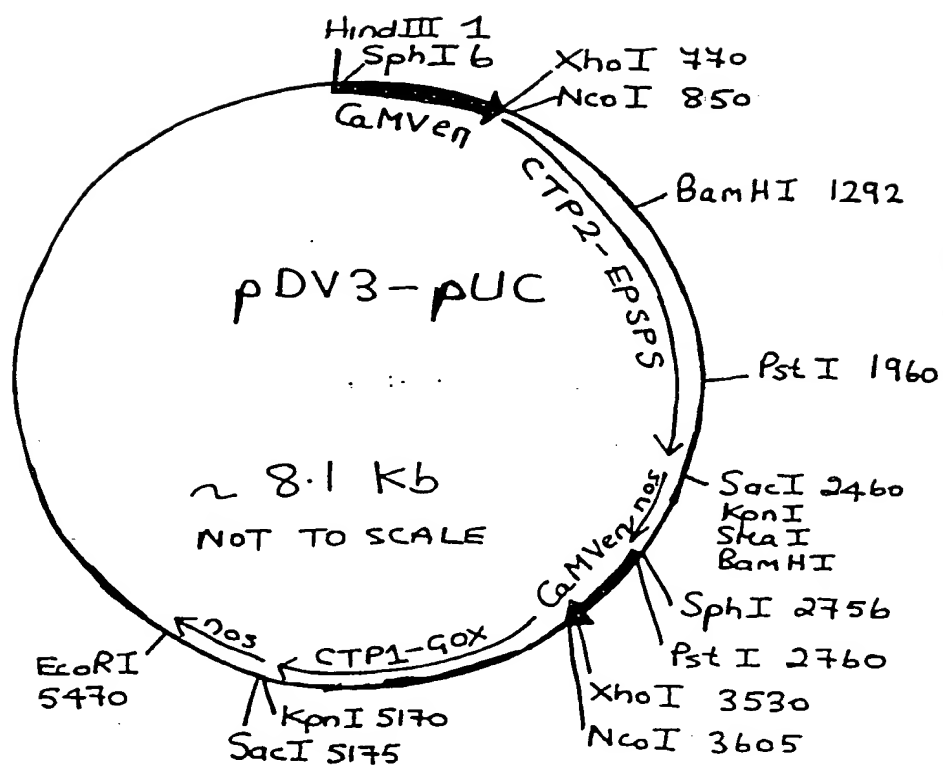 HindIII 1
SphI 6
XhoI 770
NcoI 850
CaMVen
CTP2-EPSPS
BamHI 1292
pDV3-pUC
PstI 1960
~ 8.1 Kb
NOT TO SCALE
SacI 2460
KpnI
SmaI
BamHI
nos
CaMVen
SphI 2756
PstI 2760
XhoI 3530
NcoI 3605
CTP1-GOX
nos
EcoRI
5470
KpnI 5170
SacI 5175